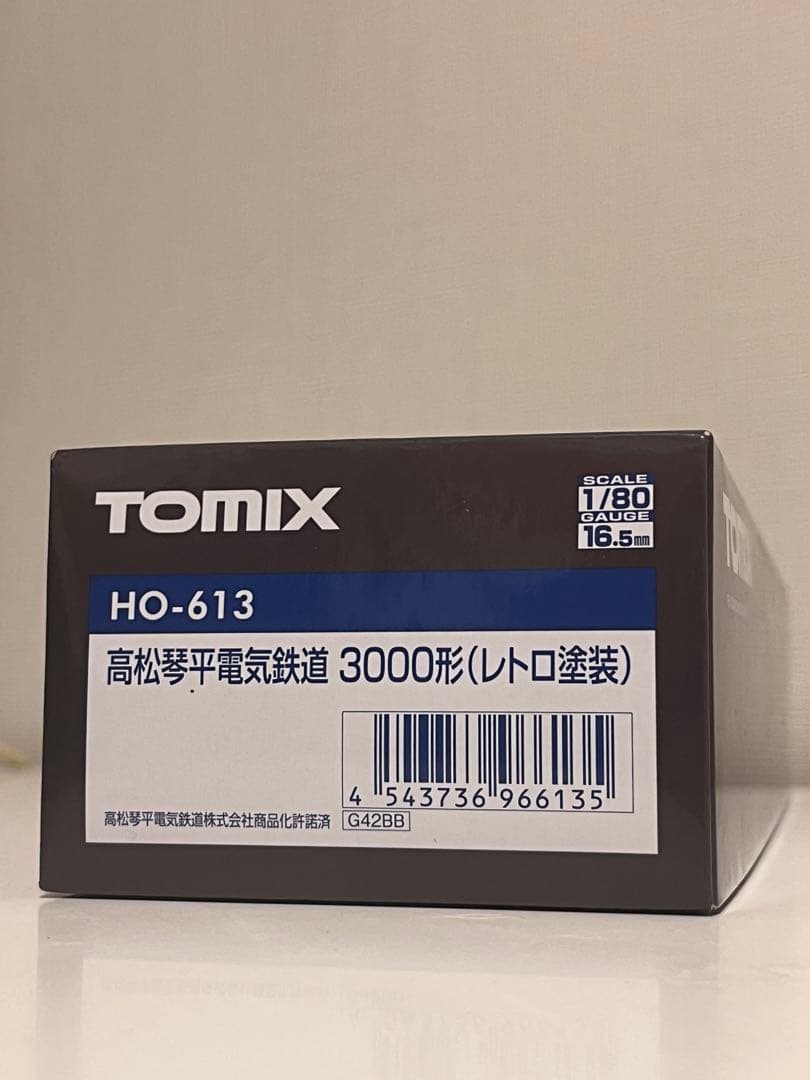 TOMIX
SCALE
1/80
GAUGE
16.5mm
HO-613
高松琴平電気鉄道 3000形(レトロ塗装)
4 543736 966135
高松琴平電気鉄道株式会社商品化許諾済
G42BB
TOMIX